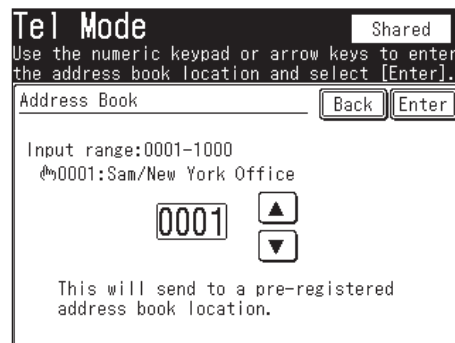 Tel Mode
Shared
Use the numeric keypad or arrow keys to enter
the address book location and select [Enter].
Address Book
Back
Enter
Input range:0001-1000
0001:Sam/New York Office
0001
▲
▼
This will send to a pre-registered
address book location.